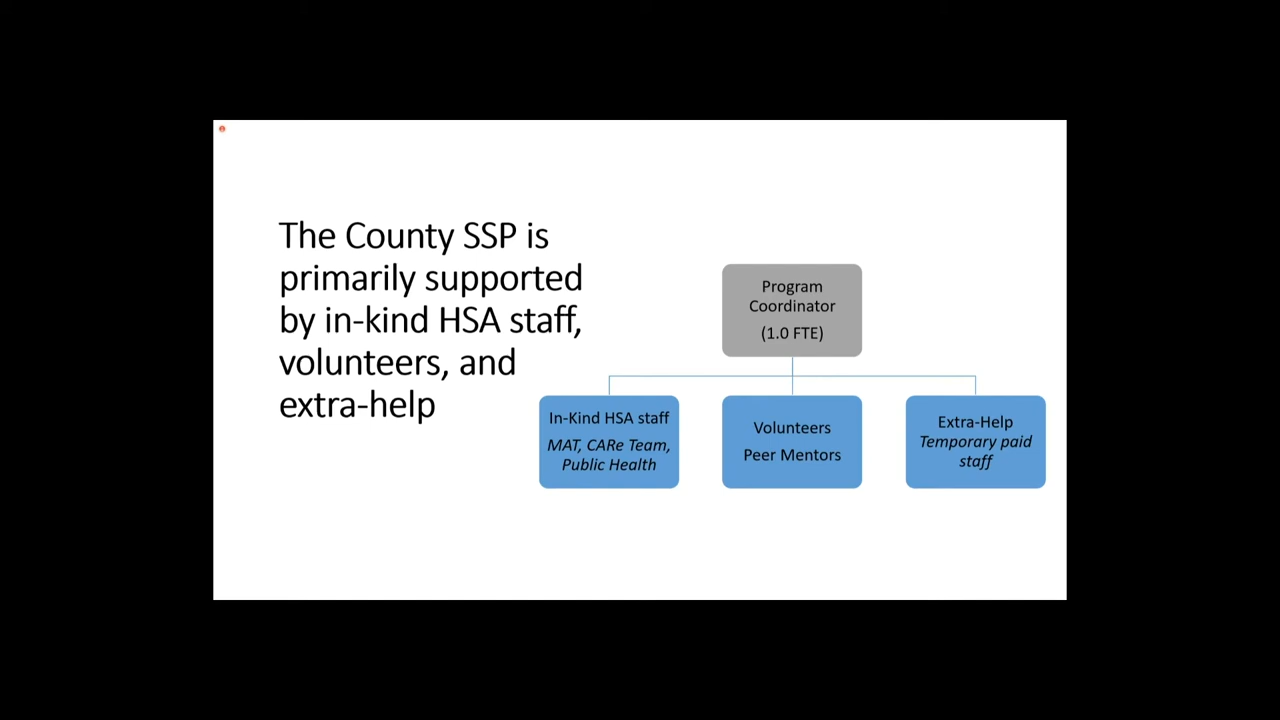 The County SSP is
primarily supported
by in-kind HSA staff,
volunteers, and
extra-help
Program
Coordinator
(1.0 FTE)
In-Kind HSA staff
MAT, CARe Team,
Public Health
Volunteers
Peer Mentors
Extra-Help
Temporary paid
staff